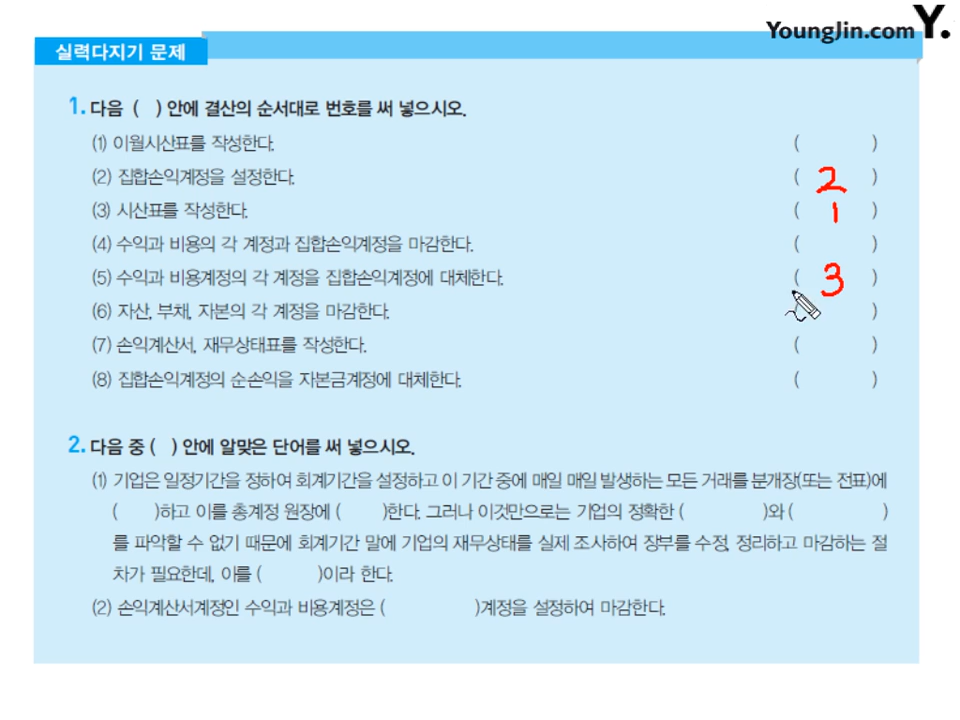 YoungJin.com Y.
실력다지기 문제
1. 다음 ( ) 안에 결산의 순서대로 번호를 써 넣으시오.
(1) 이월시산표를 작성한다. ( )
(2) 집합손익계정을 설정한다. ( 2 )
(3) 시산표를 작성한다. ( 1 )
(4) 수익과 비용의 각 계정과 집합손익계정을 마감한다. ( )
(5) 수익과 비용계정의 각 계정을 집합손익계정에 대체한다. ( 3 )
(6) 자산, 부채, 자본의 각 계정을 마감한다. )
(7) 손익계산서, 재무상태표를 작성한다. ( )
(8) 집합손익계정의 순손익을 자본금계정에 대체한다. ( )
2. 다음 중 ( ) 안에 알맞은 단어를 써 넣으시오.
(1) 기업은 일정기간을 정하여 회계기간을 설정하고 이 기간 중에 매일 매일 발생하는 모든 거래를 분개장(또는 전표)에
( )하고 이를 총계정 원장에 ( )한다. 그러나 이것만으로는 기업의 정확한 ( )와 ( )
를 파악할 수 없기 때문에 회계기간 말에 기업의 재무상태를 실제 조사하여 장부를 수정, 정리하고 마감하는 절
차가 필요한데, 이를 ( )이라 한다.
(2) 손익계산서계정인 수익과 비용계정은 ( )계정을 설정하여 마감한다.